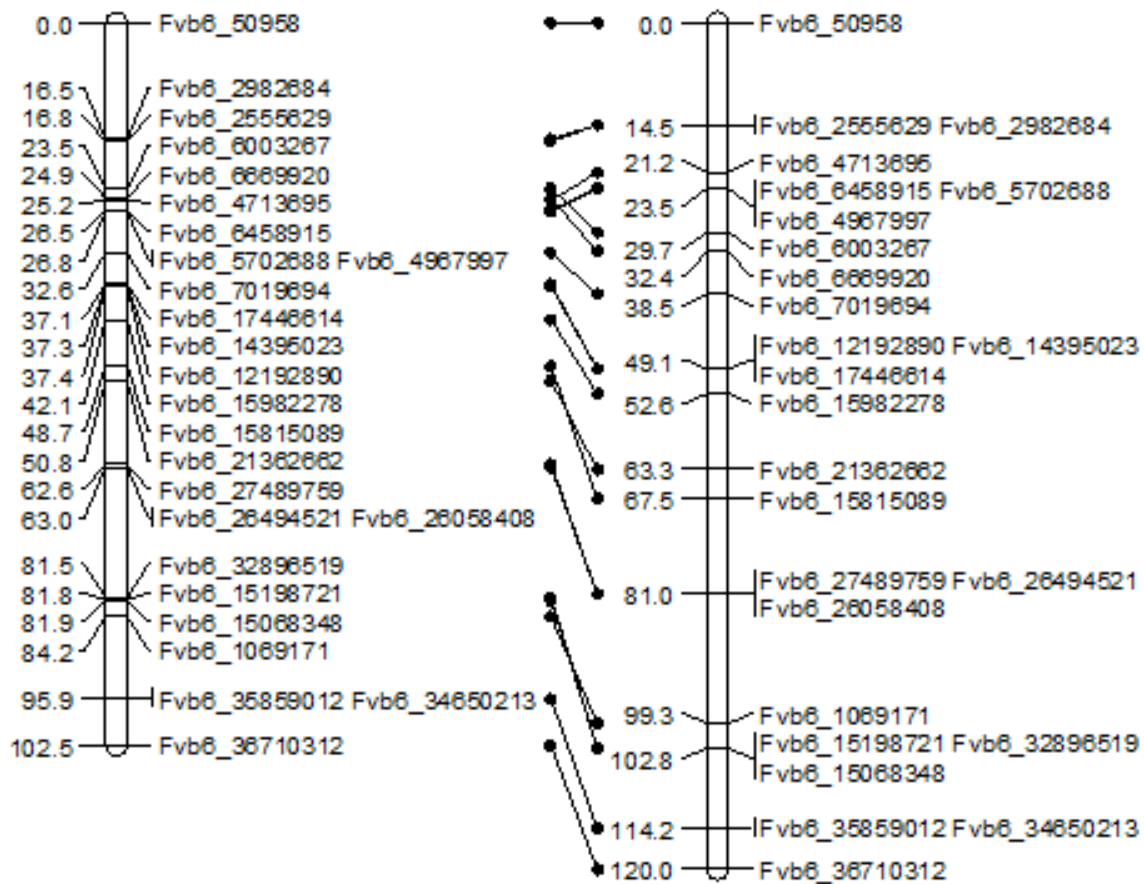 0.0 Fvb6_50958
16.5 Fvb6_2982684
16.8 Fvb6_2555629
23.5 Fvb6_6003267
24.9 Fvb6_6669920
25.2 Fvb6_4713695
26.5 Fvb6_6458915
26.8 Fvb6_5702688 Fvb6_4967997
32.6 Fvb6_7019694
37.1 Fvb6_17446614
37.3 Fvb6_14395023
37.4 Fvb6_12192890
42.1 Fvb6_15982278
48.7 Fvb6_15815089
50.8 Fvb6_21362662
62.6 Fvb6_27489759
63.0 Fvb6_26494521 Fvb6_26058408
81.5 Fvb6_32896519
81.8 Fvb6_15198721
81.9 Fvb6_15068348
84.2 Fvb6_1069171
95.9 Fvb6_35859012 Fvb6_34650213
102.5 Fvb6_36710312
0.0 Fvb6_50958
14.5 Fvb6_2555629 Fvb6_2982684
21.2 Fvb6_4713695
23.5 Fvb6_6458915 Fvb6_5702688
Fvb6_4967997
29.7 Fvb6_6003267
32.4 Fvb6_6669920
38.5 Fvb6_7019694
49.1 Fvb6_12192890 Fvb6_14395023
Fvb6_17446614
52.6 Fvb6_15982278
63.3 Fvb6_21362662
67.5 Fvb6_15815089
81.0 Fvb6_27489759 Fvb6_26494521
Fvb6_26058408
99.3 Fvb6_1069171
102.8 Fvb6_15198721 Fvb6_32896519
Fvb6_15068348
114.2 Fvb6_35859012 Fvb6_34650213
120.0 Fvb6_36710312